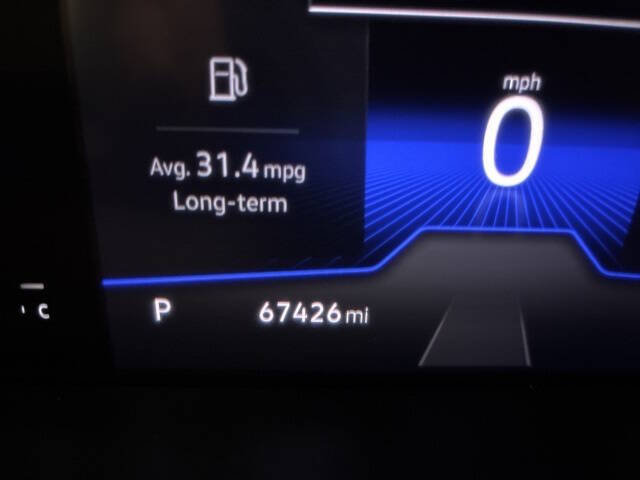 mph
0
Avg. 31.4 mpg
Long-term
C
P 67426 mi